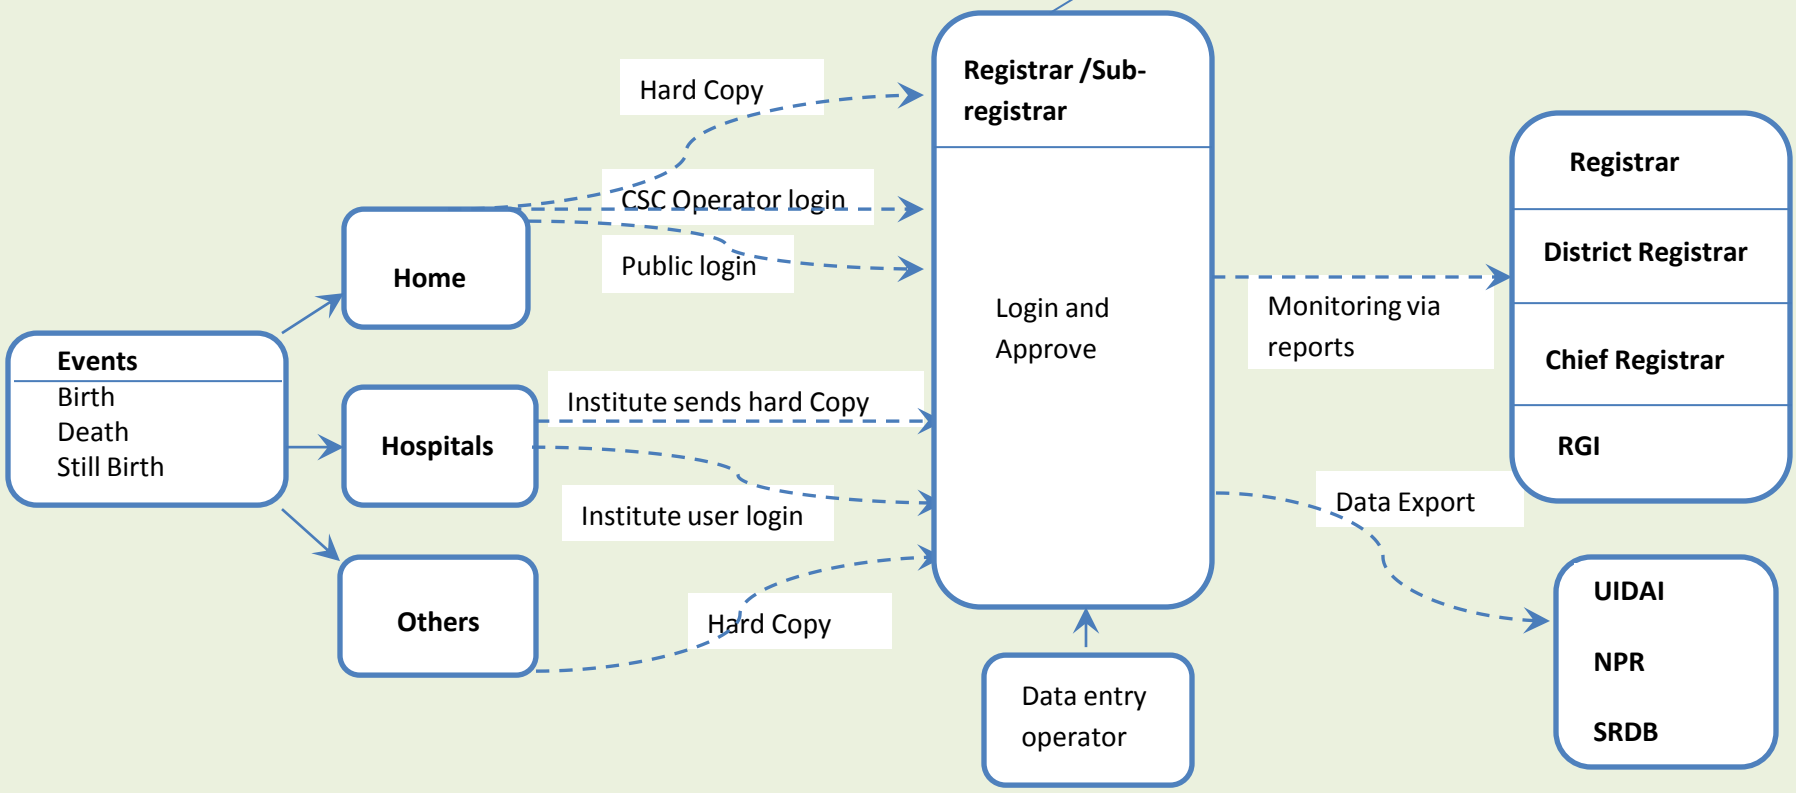 Events
Birth
Death
Still Birth
Home
Hospitals
Others
Hard Copy
CSC Operator login
Public login
Institute sends hard Copy
Institute user login
Hard Copy
Registrar /Sub-
registrar
Login and
Approve
Data entry
operator
Monitoring via
reports
Data Export
Registrar
District Registrar
Chief Registrar
RGI
UIDAI
NPR
SRDB